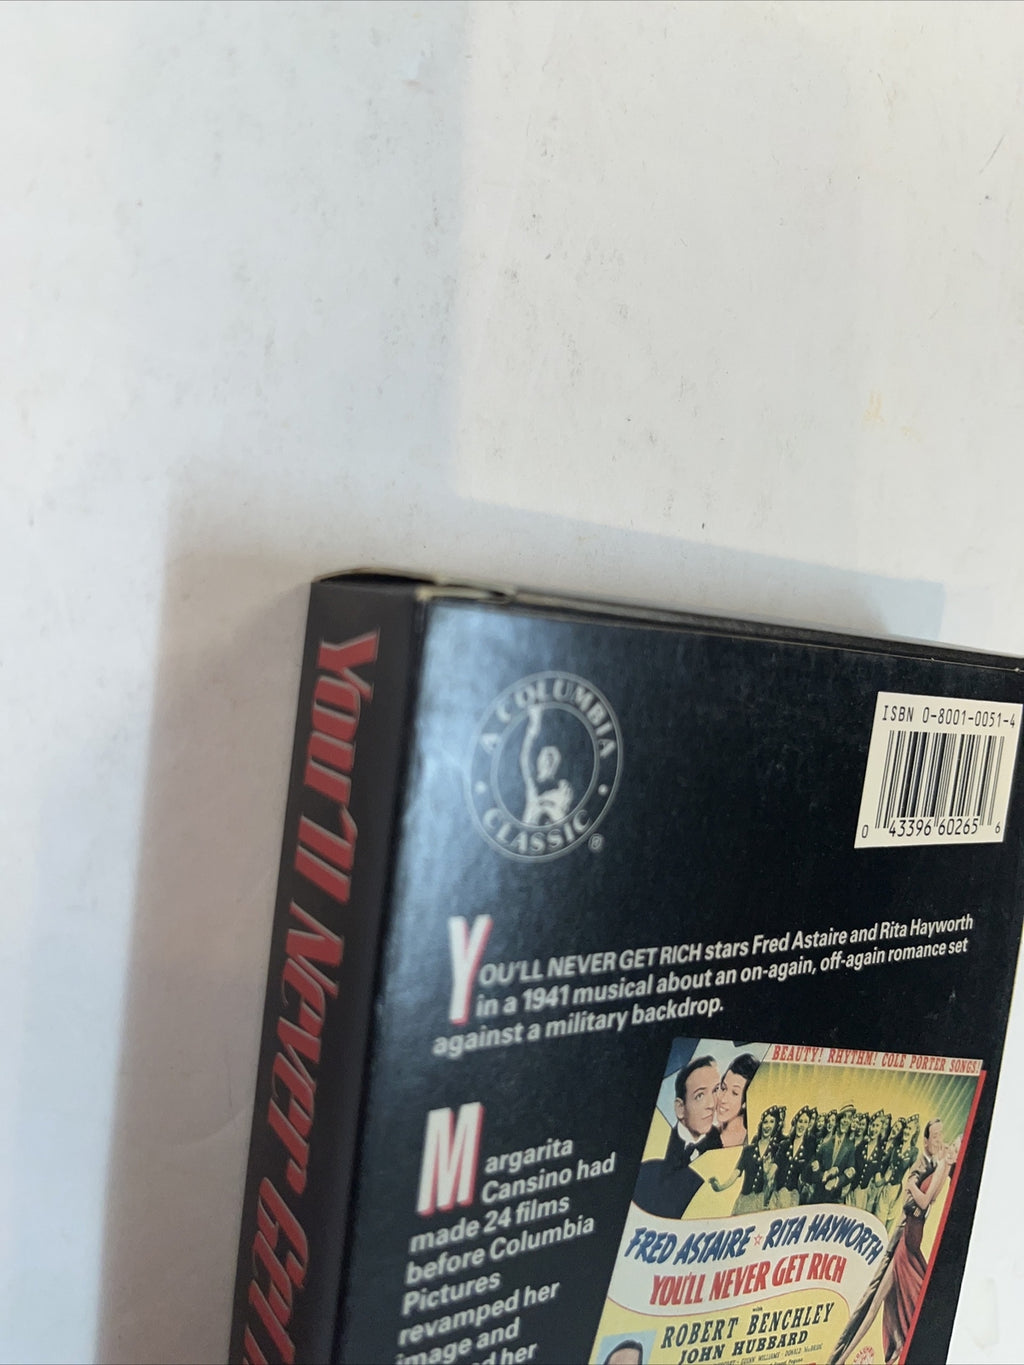 YOU'LL NEVER GET
A COLUMBIA CLASSIC ®
ISBN 0-8001-0051-4
0 43396 60265 6
YOU'LL NEVER GET RICH stars Fred Astaire and Rita Hayworth
in a 1941 musical about an on-again, off-again romance set
against a military backdrop.
Margarita
Cansino had
made 24 films
before Columbia
Pictures
revamped her
image and
her
BEAUTY! RHYTHM! COLE PORTER SONGS!
FRED ASTAIRE ★ RITA HAYWORTH
YOU'LL NEVER GET RICH
with
ROBERT BENCHLEY
JOHN HUBBARD